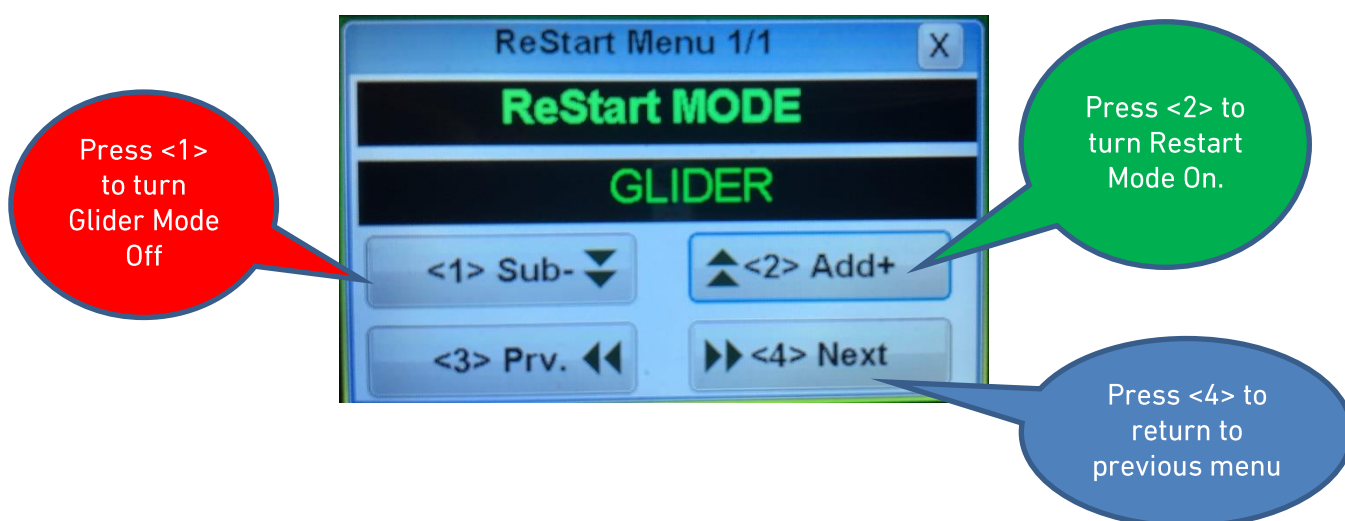 ReStart Menu 1/1
X
ReStart MODE
GLIDER
<1> Sub-
<2> Add+
<3> Prv.
<4> Next
Press <1>
to turn
Glider Mode
Off
Press <2> to
turn Restart
Mode On.
Press <4> to
return to
previous menu